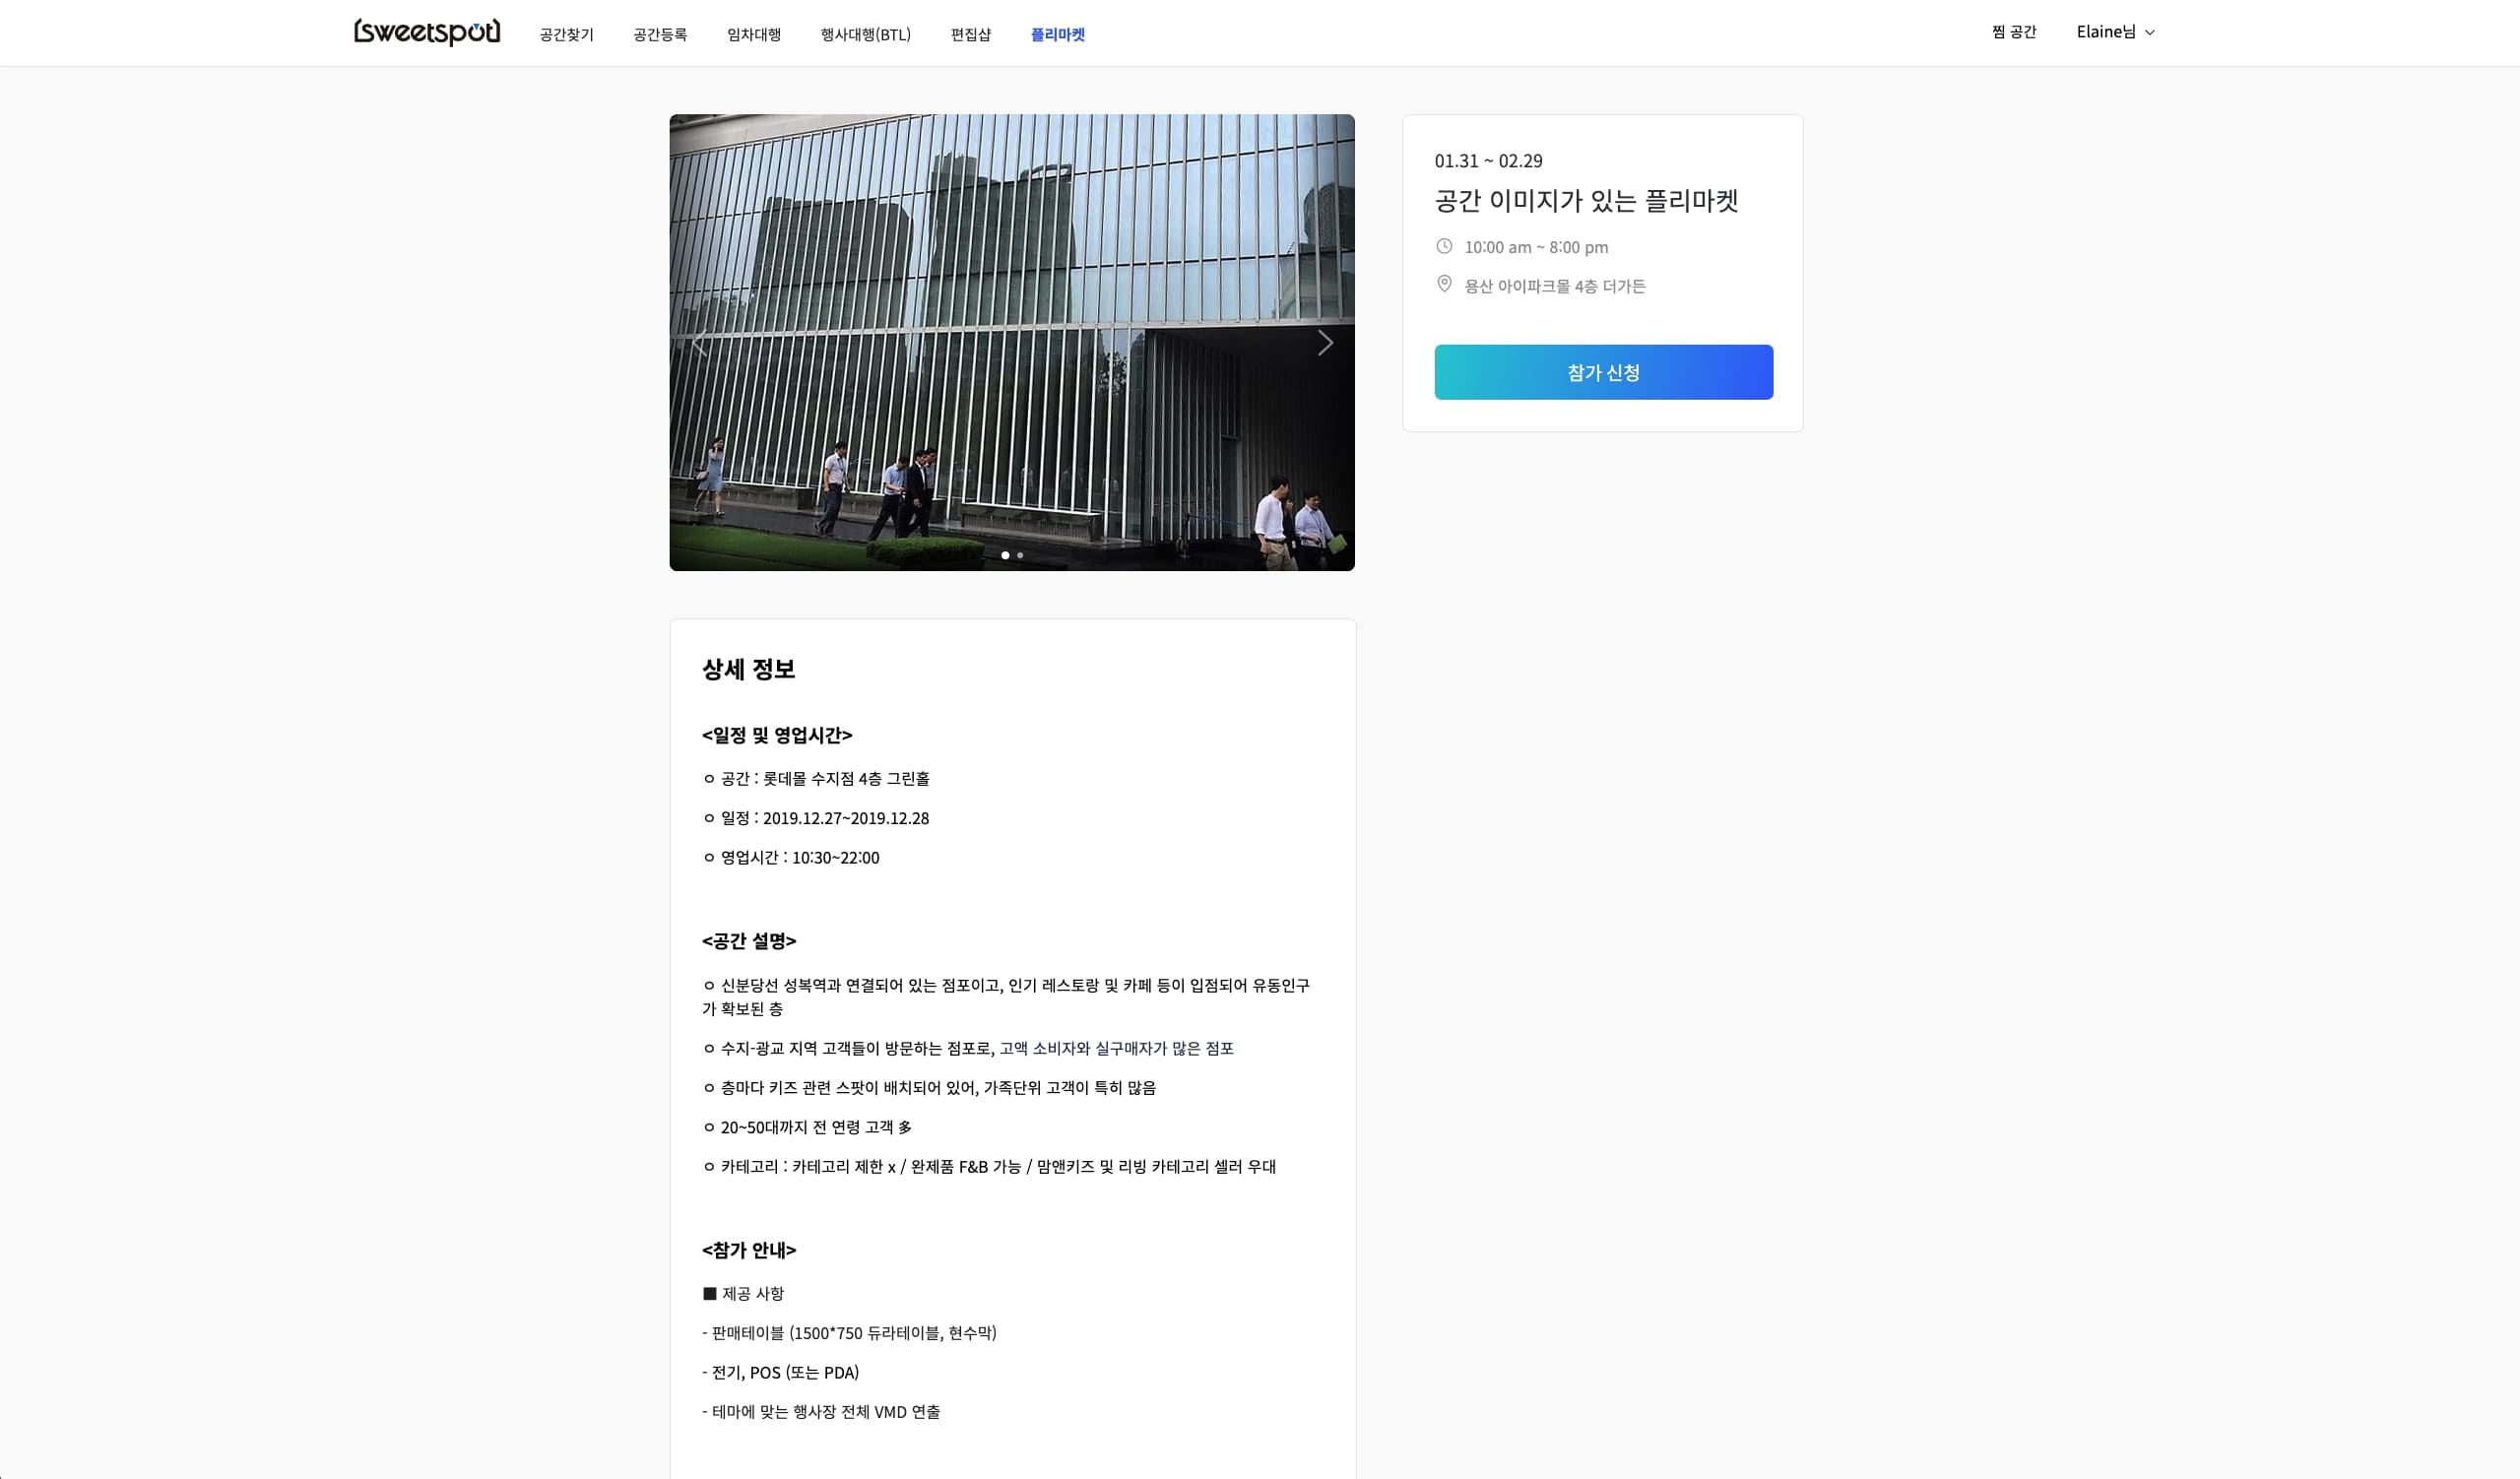 [sweetspot]
공간찾기
공간등록
임차대행
행사대행(BTL)
편집샵
플리마켓
찜 공간
Elaine님
01.31 ~ 02.29
공간 이미지가 있는 플리마켓
10:00 am ~ 8:00 pm
용산 아이파크몰 4층 더가든
참가 신청
상세 정보
<일정 및 영업시간>
ㅇ 공간 : 롯데몰 수지점 4층 그린홀
ㅇ 일정 : 2019.12.27~2019.12.28
ㅇ 영업시간 : 10:30~22:00
<공간 설명>
ㅇ 신분당선 성복역과 연결되어 있는 점포이고, 인기 레스토랑 및 카페 등이 입점되어 유동인구
가 확보된 층
ㅇ 수지-광교 지역 고객들이 방문하는 점포로, 고액 소비자와 실구매자가 많은 점포
ㅇ 층마다 키즈 관련 스팟이 배치되어 있어, 가족단위 고객이 특히 많음
ㅇ 20~50대까지 전 연령 고객 多
ㅇ 카테고리 : 카테고리 제한 x / 완제품 F&B 가능 / 맘앤키즈 및 리빙 카테고리 셀러 우대
<참가 안내>
■ 제공 사항
- 판매테이블 (1500*750 듀라테이블, 현수막)
- 전기, POS (또는 PDA)
- 테마에 맞는 행사장 전체 VMD 연출